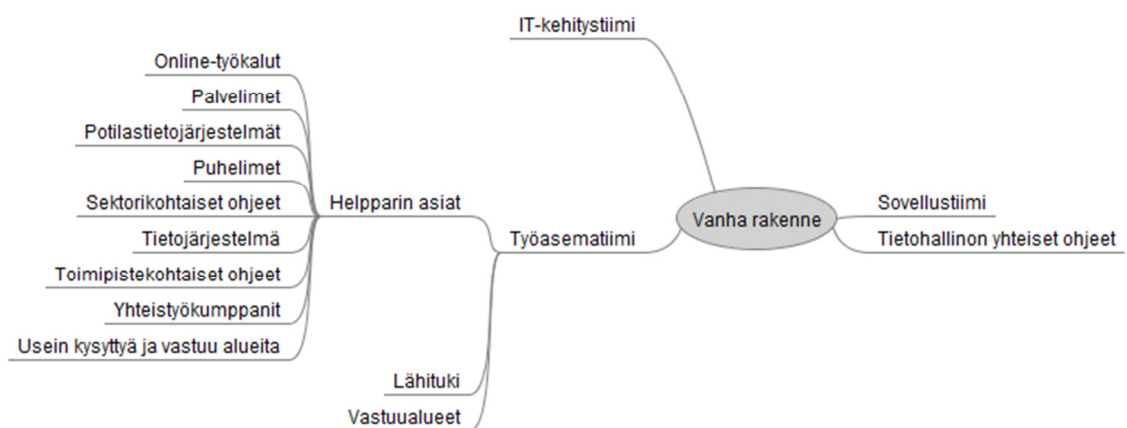 IT-kehitystiimi
Online-työkalut
Palvelimet
Potilastietojärjestelmät
Puhelimet
Sektorikohtaiset ohjeet
Helpparin asiat
Vanha rakenne
Sovellustiimi
Tietojärjestelmä
Työasematiimi
Tietohallinon yhteiset ohjeet
Toimipistekohtaiset ohjeet
Yhteistyökumppanit
Usein kysyttyä ja vastuu alueita
Lähituki
Vastuualueet